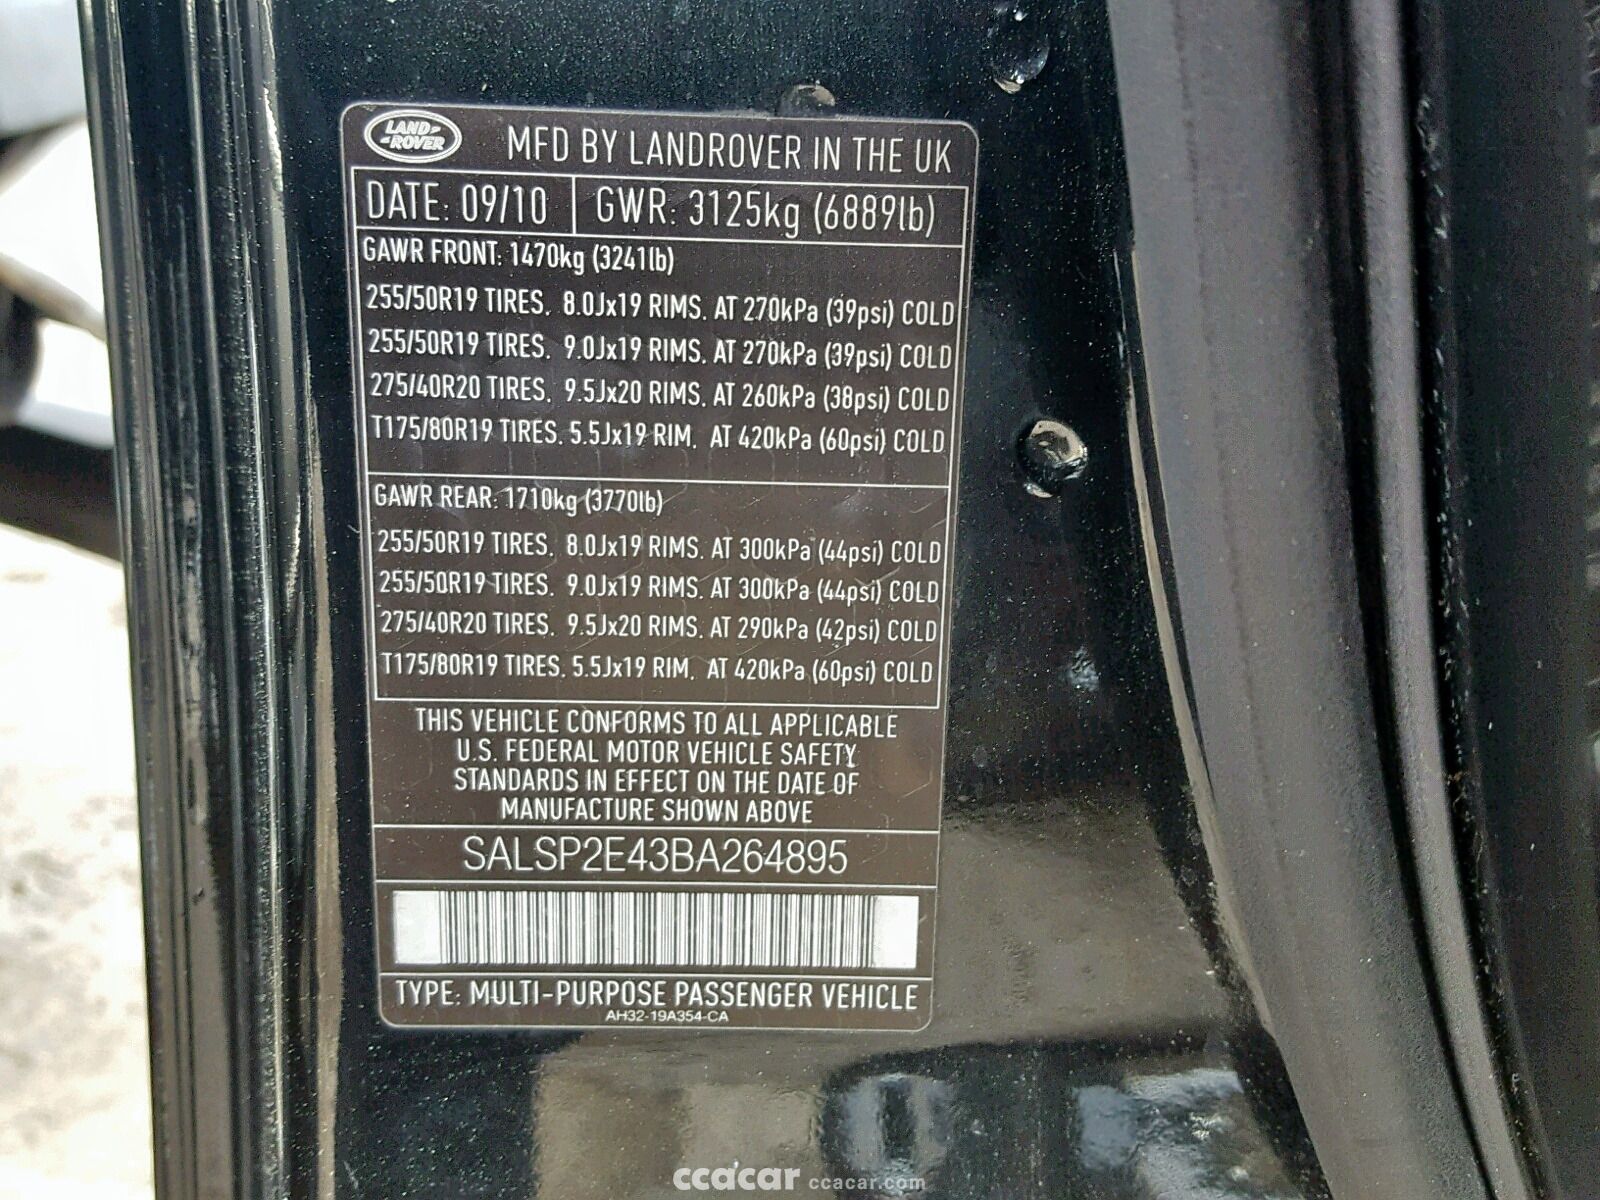 LAND-
-ROVER
MFD BY LANDROVER IN THE UK
DATE: 09/10 GWR: 3125kg (6889lb)
GAWR FRONT: 1470kg (3241lb)
255/50R19 TIRES. 8.0Jx19 RIMS. AT 270kPa (39psi) COLD
255/50R19 TIRES. 9.0Jx19 RIMS. AT 270kPa (39psi) COLD
275/40R20 TIRES. 9.5Jx20 RIMS. AT 260kPa (38psi) COLD
T175/80R19 TIRES. 5.5Jx19 RIM. AT 420kPa (60psi) COLD
GAWR REAR: 1710kg (3770lb)
255/50R19 TIRES. 8.0Jx19 RIMS. AT 300kPa (44psi) COLD
255/50R19 TIRES. 9.0Jx19 RIMS. AT 300kPa (44psi) COLD
275/40R20 TIRES. 9.5Jx20 RIMS. AT 290kPa (42psi) COLD
T175/80R19 TIRES. 5.5Jx19 RIM. AT 420kPa (60psi) COLD
THIS VEHICLE CONFORMS TO ALL APPLICABLE
U.S. FEDERAL MOTOR VEHICLE SAFETY
STANDARDS IN EFFECT ON THE DATE OF
MANUFACTURE SHOWN ABOVE
SALSP2E43BA264895
TYPE: MULTI-PURPOSE PASSENGER VEHICLE
AH32-19A354-CA
ccacar ccacar.com